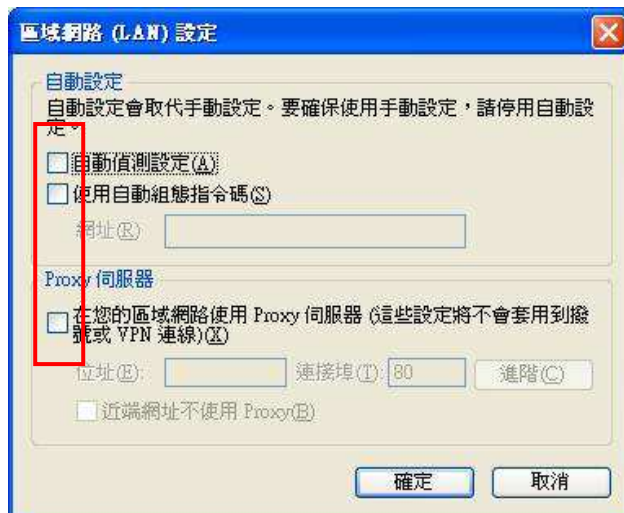 區域網路 (LAN) 設定
自動設定
自動設定會取代手動設定。要確保使用手動設定，請停用自動設
定。
自動偵測設定(A)
使用自動組態指令碼(S)
網址(R)
Proxy 伺服器
在您的區域網路使用 Proxy 伺服器 (這些設定將不會套用到撥
號或 VPN 連線)(X)
位址(E): 連接埠(T): 80 進階(C)
近端網址不使用 Proxy(B)
確定 取消